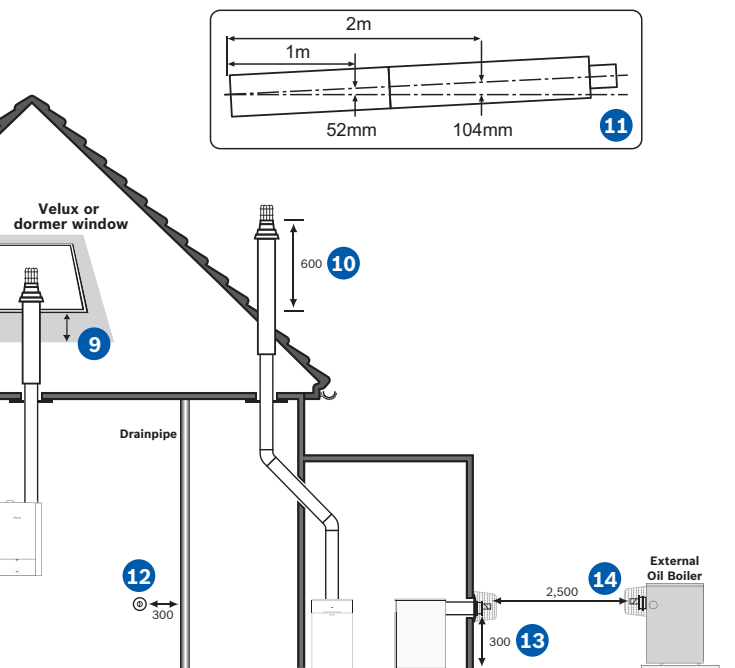 2m
1m
52mm
104mm
11
Velux or
dormer window
600
10
9
Drainpipe
12
300
External
Oil Boiler
14
2,500
300
13